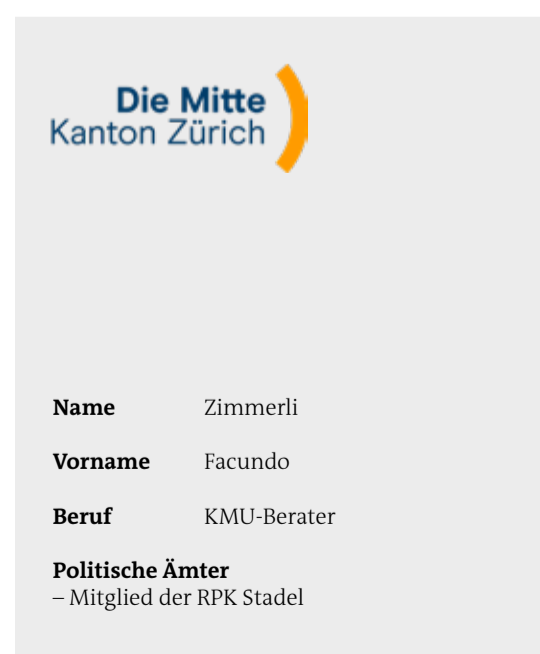 Die Mitte
Kanton Zürich
Name Zimmerli
Vorname Facundo
Beruf KMU-Berater
Politische Ämter
– Mitglied der RPK Stadel